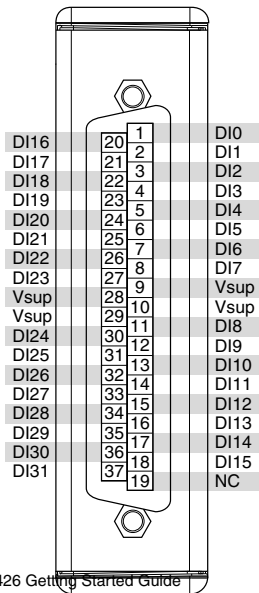 DI16 20
DI17 21
DI18 22
DI19 23
DI20 24
DI21 25
DI22 26
DI23 27
Vsup 28
Vsup 29
DI24 30
DI25 31
DI26 32
DI27 33
DI28 34
DI29 35
DI30 36
DI31 37
1 DI0
2 DI1
3 DI2
4 DI3
5 DI4
6 DI5
7 DI6
8 DI7
9 Vsup
10 Vsup
11 DI8
12 DI9
13 DI10
14 DI11
15 DI12
16 DI13
17 DI14
18 DI15
19 NC
426 Getting Started Guide